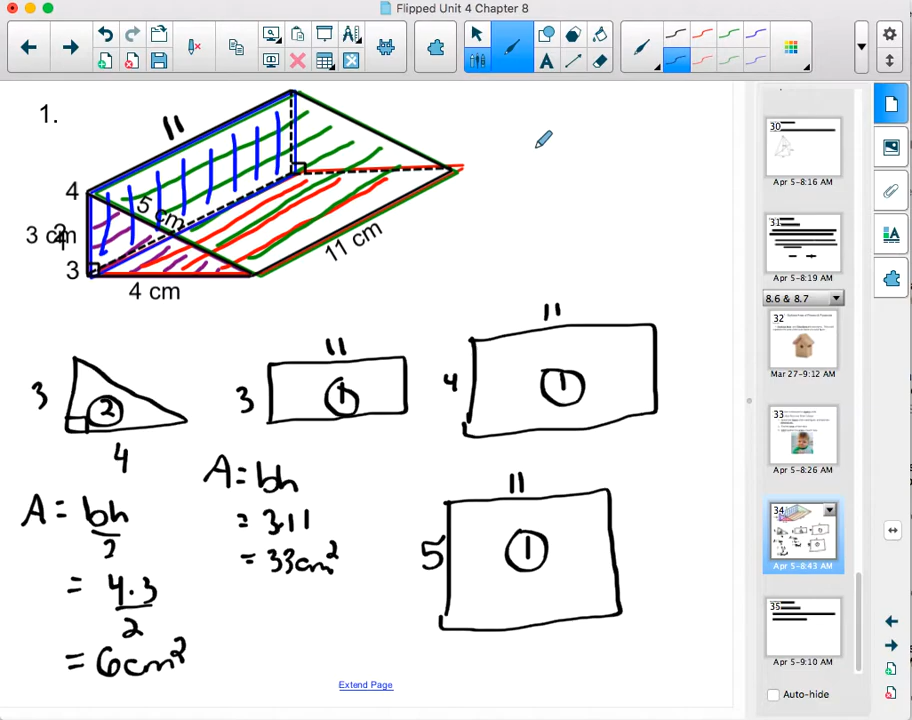 Flipped Unit 4 Chapter 8
1.
11
4
5 cm
3 cm
3
4 cm
11 cm
3
2
4
11
3
1
11
4
1
11
5
1
A = bh
2
= 4·3
2
= 6cm²
A = bh
= 3·11
= 33cm²
Extend Page
30
Apr 5-8:16 AM
31
Apr 5-8:19 AM
8.6 & 8.7
32
Mar 27-9:12 AM
33
Apr 5-8:26 AM
34
Apr 5-8:43 AM
35
Apr 5-9:10 AM
Auto-hide